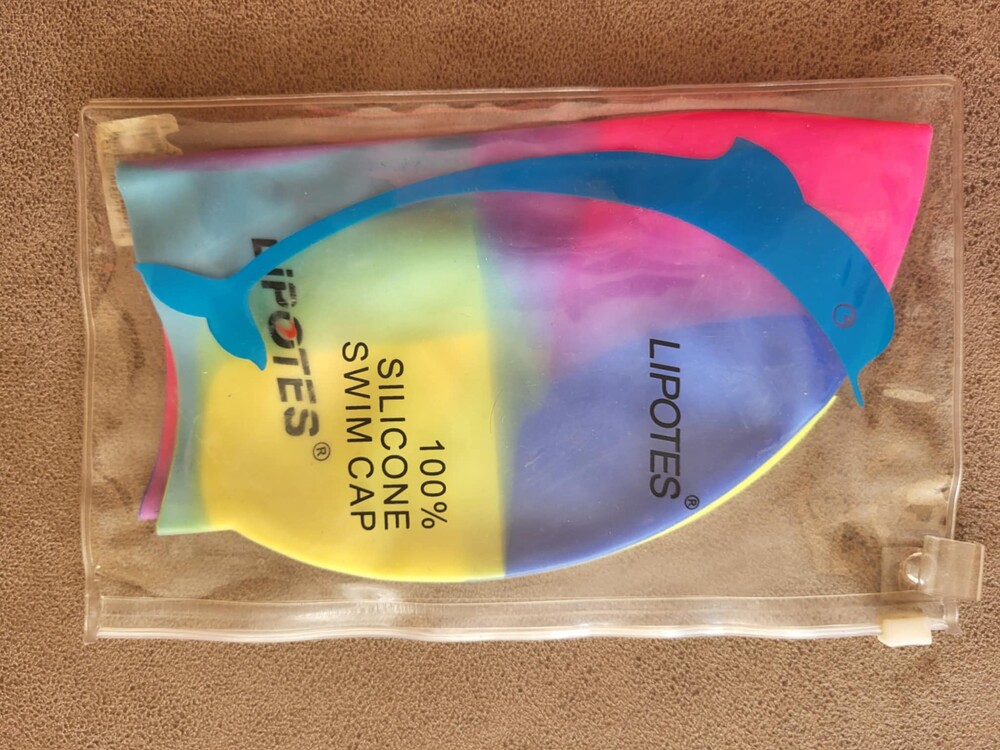 LIPOTES®
100%
SILICONE
SWIM CAP
LiPOTES®